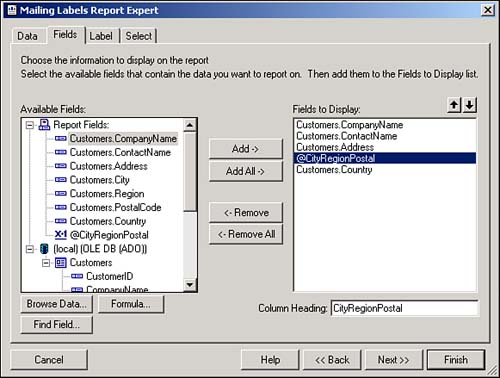 Mailing Labels Report Expert
Data
Fields
Label
Select
Choose the information to display on the report
Select the available fields that contain the data you want to report on. Then add them to the Fields to Display list.
Available Fields:
Report Fields:
Customers.CompanyName
Customers.ContactName
Customers.Address
Customers.City
Customers.Region
Customers.PostalCode
Customers.Country
@CityRegionPostal
(local) (OLE DB (ADO))
Customers
CustomerID
CompanyName
Browse Data...
Formula...
Find Field...
Add ->
Add All ->
<- Remove
<- Remove All
Fields to Display:
Customers.CompanyName
Customers.ContactName
Customers.Address
@CityRegionPostal
Customers.Country
Column Heading: CityRegionPostal
Cancel
Help
<< Back
Next >>
Finish